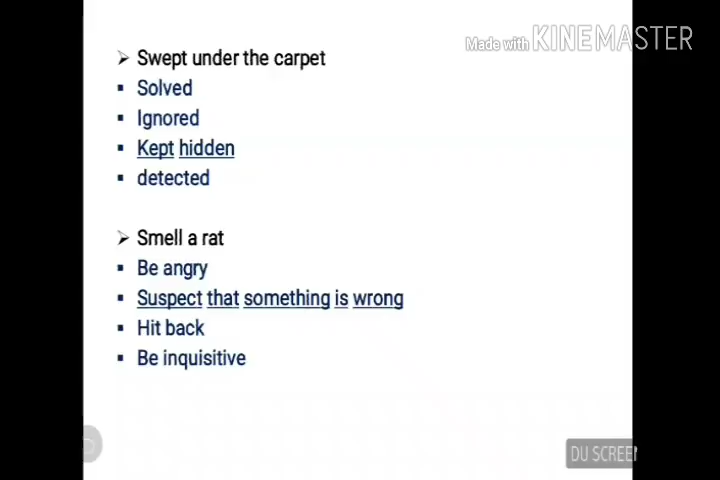 Made with KINEMASTER
Swept under the carpet
Solved
Ignored
Kept hidden
detected
Smell a rat
Be angry
Suspect that something is wrong
Hit back
Be inquisitive
DU SCREEN